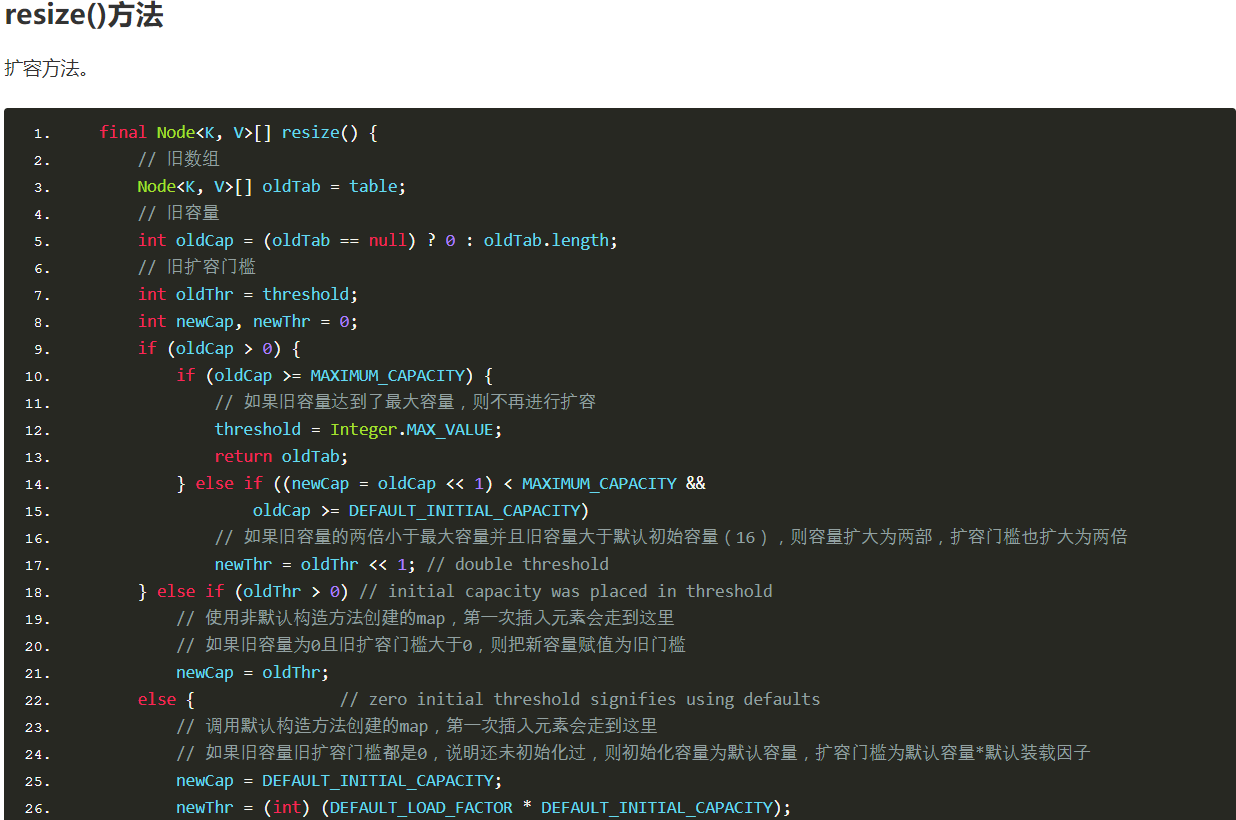 resize()方法
扩容方法。
1. final Node<K, V>[] resize() {
2. // 旧数组
3. Node<K, V>[] oldTab = table;
4. // 旧容量
5. int oldCap = (oldTab == null) ? 0 : oldTab.length;
6. // 旧扩容门槛
7. int oldThr = threshold;
8. int newCap, newThr = 0;
9. if (oldCap > 0) {
10. if (oldCap >= MAXIMUM_CAPACITY) {
11. // 如果旧容量达到了最大容量，则不再进行扩容
12. threshold = Integer.MAX_VALUE;
13. return oldTab;
14. } else if ((newCap = oldCap << 1) < MAXIMUM_CAPACITY &&
15. oldCap >= DEFAULT_INITIAL_CAPACITY)
16. // 如果旧容量的两倍小于最大容量并且旧容量大于默认初始容量（16），则容量扩大为两部，扩容门槛也扩大为两倍
17. newThr = oldThr << 1; // double threshold
18. } else if (oldThr > 0) // initial capacity was placed in threshold
19. // 使用非默认构造方法创建的map，第一次插入元素会走到这里
20. // 如果旧容量为0且旧扩容门槛大于0，则把新容量赋值为旧门槛
21. newCap = oldThr;
22. else { // zero initial threshold signifies using defaults
23. // 调用默认构造方法创建的map，第一次插入元素会走到这里
24. // 如果旧容量旧扩容门槛都是0，说明还未初始化过，则初始化容量为默认容量，扩容门槛为默认容量*默认装载因子
25. newCap = DEFAULT_INITIAL_CAPACITY;
26. newThr = (int) (DEFAULT_LOAD_FACTOR * DEFAULT_INITIAL_CAPACITY);